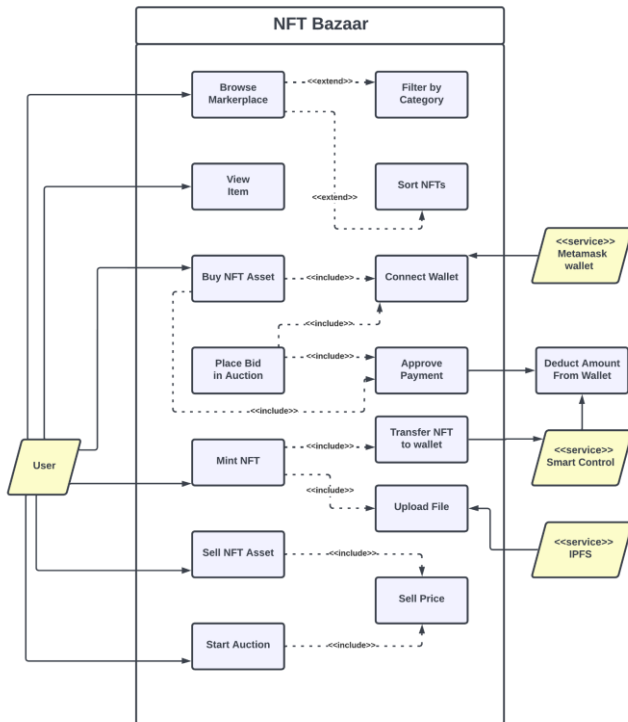 NFT Bazaar
Browse
Markerplace
<<extend>>
Filter by
Category
View
Item
<<extend>>
Sort NFTs
<<service>>
Metamask
wallet
Buy NFT Asset
<<include>>
Connect Wallet
<<include>>
Place Bid
in Auction
<<include>>
Approve
Payment
Deduct Amount
From Wallet
<<include>>
User
Mint NFT
<<include>>
Transfer NFT
to wallet
<<service>>
Smart Control
<<include>>
Upload File
<<service>>
IPFS
Sell NFT Asset
<<include>>
Sell Price
Start Auction
<<include>>